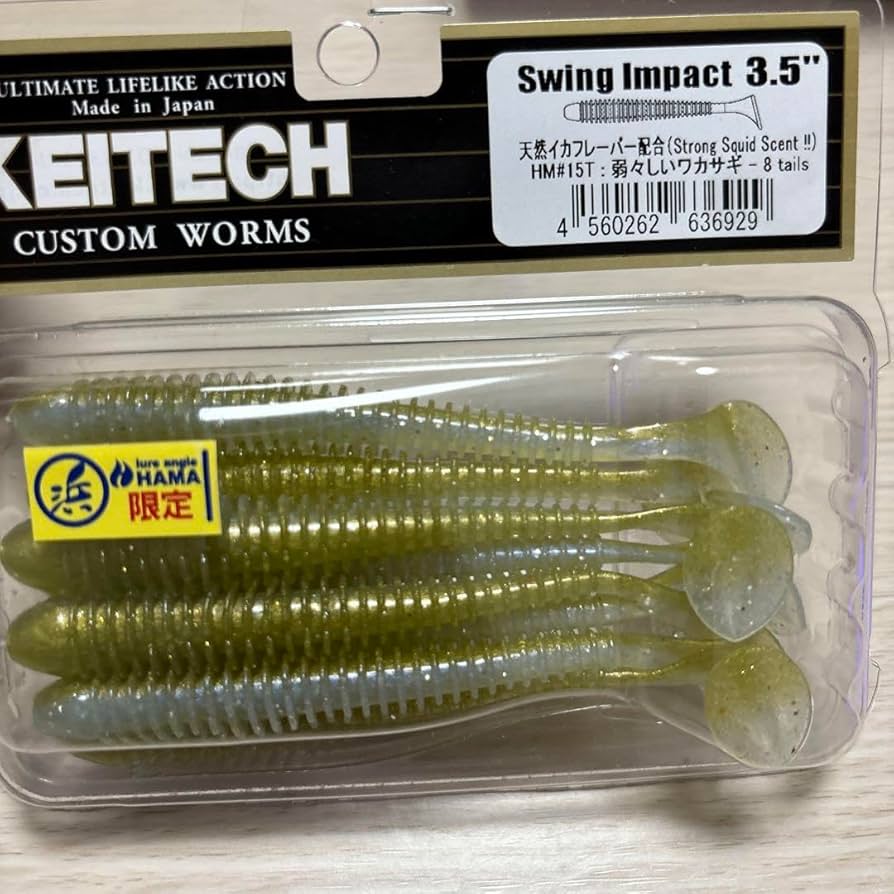 ULTIMATE LIFELIKE ACTION
Made in Japan
KEITECH
CUSTOM WORMS
Swing Impact 3.5"
天然イカフレーバー配合(Strong Squid Scent !!)
HM#15T : 弱々しいワカサギ - 8 tails
4 560262 636929
浜
lure angle
HAMA
限定